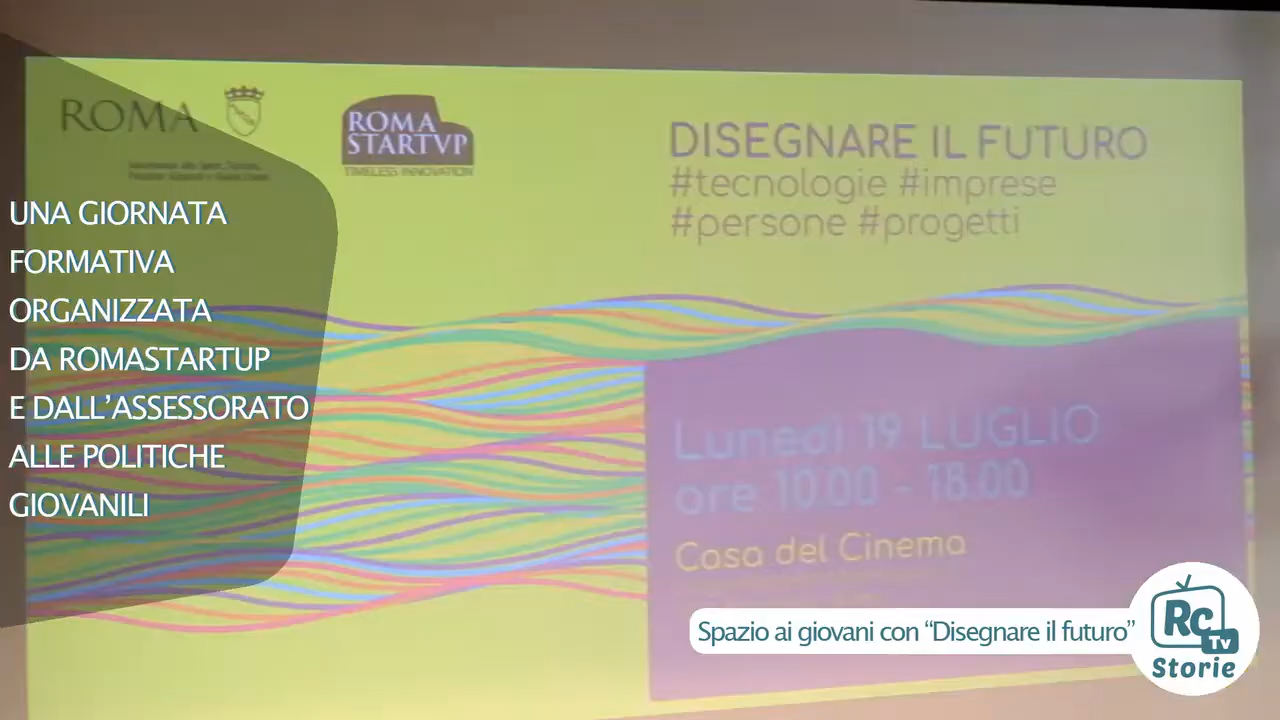 ROMA
ROMA
STARTVP
TIMELESS INNOVATION
DISEGNARE IL FUTURO
#tecnologie #imprese
#persone #progetti
UNA GIORNATA
FORMATIVA
ORGANIZZATA
DA ROMASTARTUP
E DALL’ASSESSORATO
ALLE POLITICHE
GIOVANILI
Lunedì 19 LUGLIO
ore 10.00 - 18.00
Casa del Cinema
Spazio ai giovani con “Disegnare il futuro”
Rc
Tv
Storie